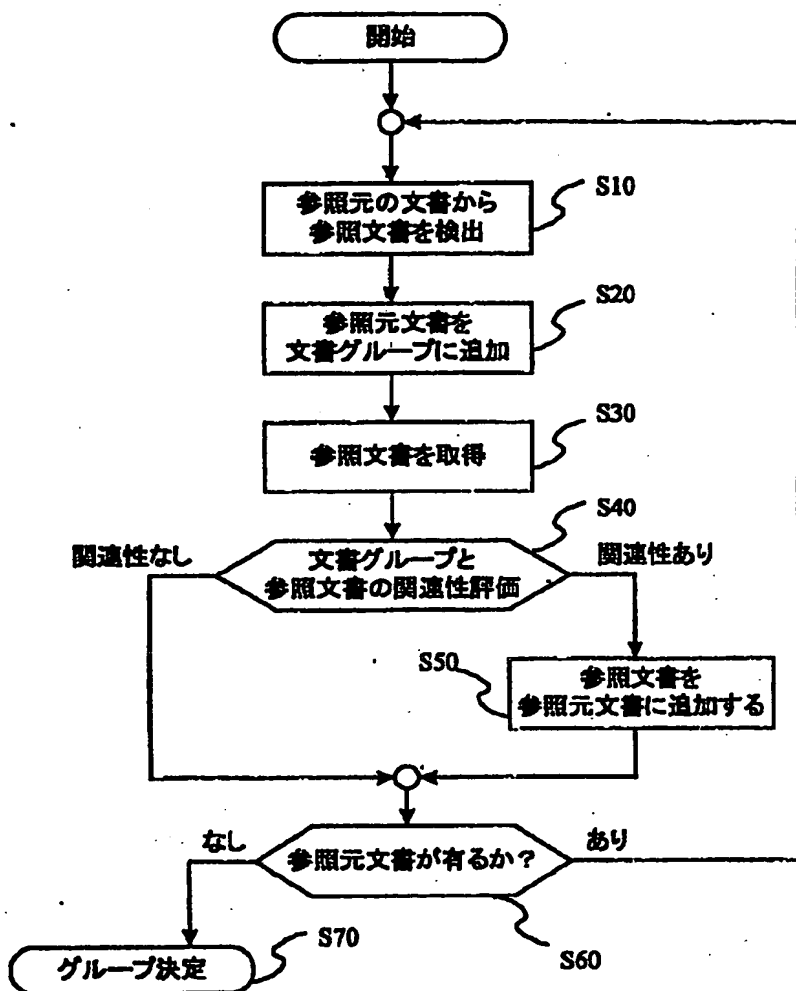 開始
参照元の文書から
参照文書を検出
S10
参照元文書を
文書グループに追加
S20
参照文書を取得
S30
S40
関連性なし
文書グループと
参照文書の関連性評価
関連性あり
S50
参照文書を
参照元文書に追加する
なし
参照元文書が有るか?
あり
S60
グループ決定
S70